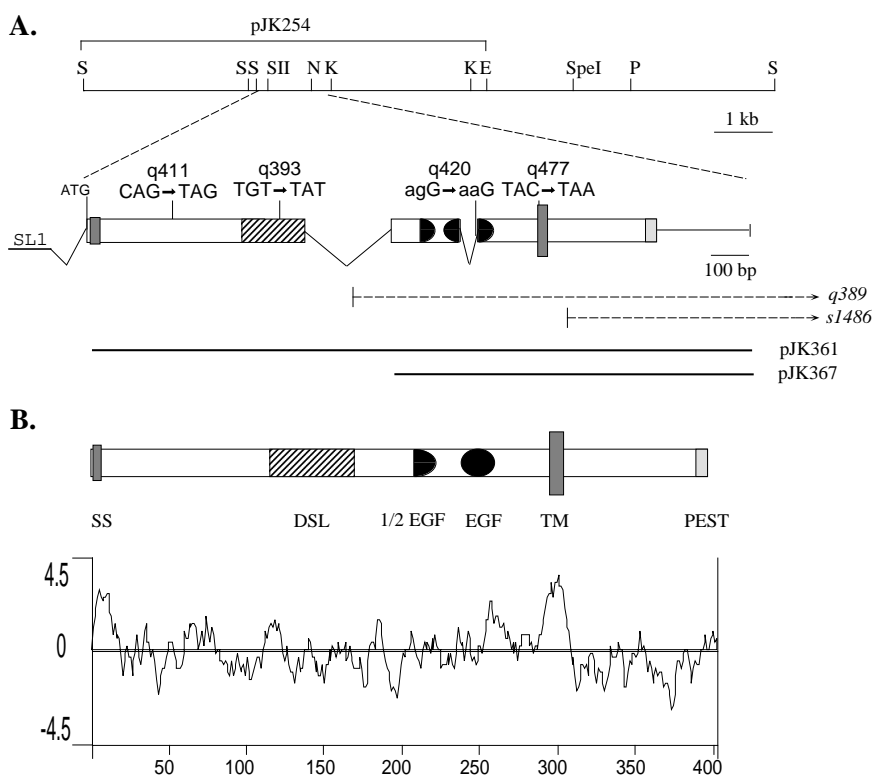 A.
pJK254
S SS SII N K K E SpeI P S
1 kb
q411 q393 q420 q477
ATG CAG→TAG TGT→TAT agG→aaG TAC→TAA
SL1
100 bp
q389
s1486
pJK361
pJK367
B.
SS DSL 1/2 EGF EGF TM PEST
4.5
0
-4.5
50 100 150 200 250 300 350 400